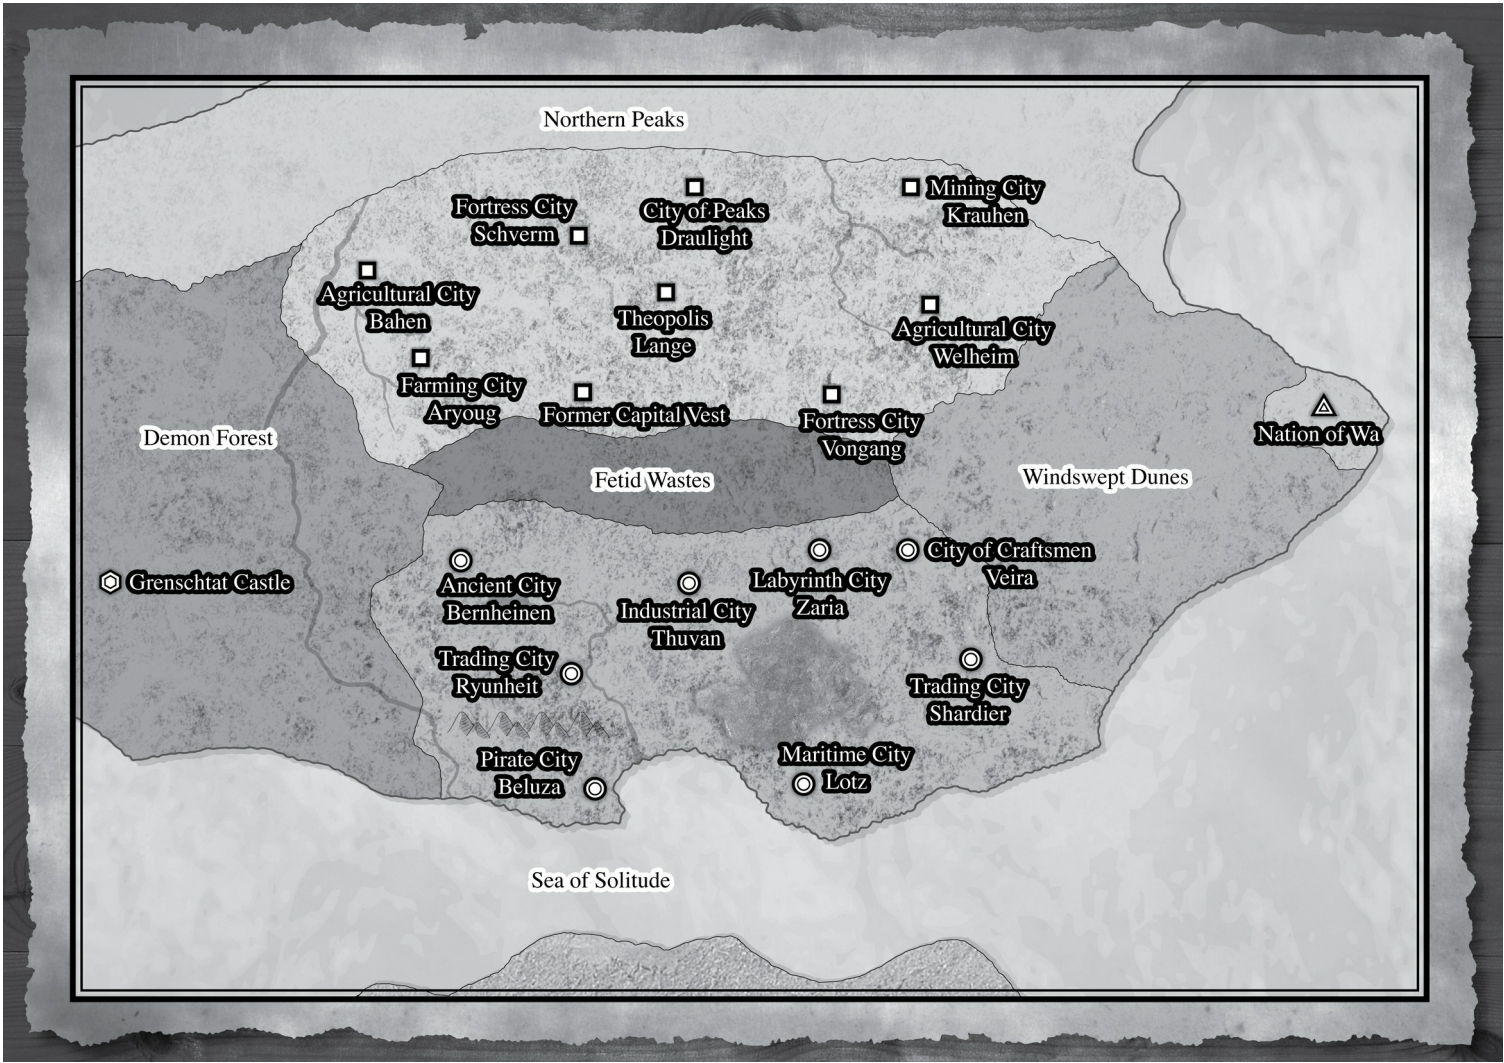 Northern Peaks
Mining City
Krauhen
Fortress City
Schverm
City of Peaks
Draulight
Agricultural City
Bahen
Theopolis
Lange
Agricultural City
Welheim
Farming City
Aryoug
Former Capital Vest
Fortress City
Vongang
Nation of Wa
Demon Forest
Fetid Wastes
Windswept Dunes
Grenschtat Castle
Ancient City
Bernheinen
Industrial City
Thuvan
Labyrinth City
Zaria
City of Craftsmen
Veira
Trading City
Ryunheit
Trading City
Shardier
Pirate City
Beluza
Maritime City
Lotz
Sea of Solitude